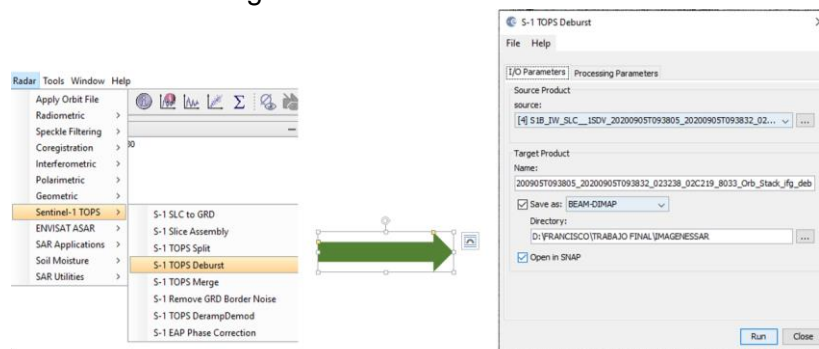 Radar Tools Window Help
Apply Orbit File
Radiometric
Speckle Filtering
Coregistration
Interferometric
Polarimetric
Geometric
Sentinel-1 TOPS
ENVISAT ASAR
SAR Applications
Soil Moisture
SAR Utilities
S-1 SLC to GRD
S-1 Slice Assembly
S-1 TOPS Split
S-1 TOPS Deburst
S-1 TOPS Merge
S-1 Remove GRD Border Noise
S-1 TOPS DerampDemod
S-1 EAP Phase Correction
S-1 TOPS Deburst
File Help
I/O Parameters Processing Parameters
Source Product
source:
[4] S1B_IW_SLC__1SDV_20200905T093805_20200905T093832_02... ...
Target Product
Name:
200905T093805_20200905T093832_023238_02C219_8033_Orb_Stack_ifg_deb
Save as: BEAM-DIMAP
Directory:
D:\FRANCISCO\TRABAJO FINAL\IMAGENESSAR ...
Open in SNAP
Run Close